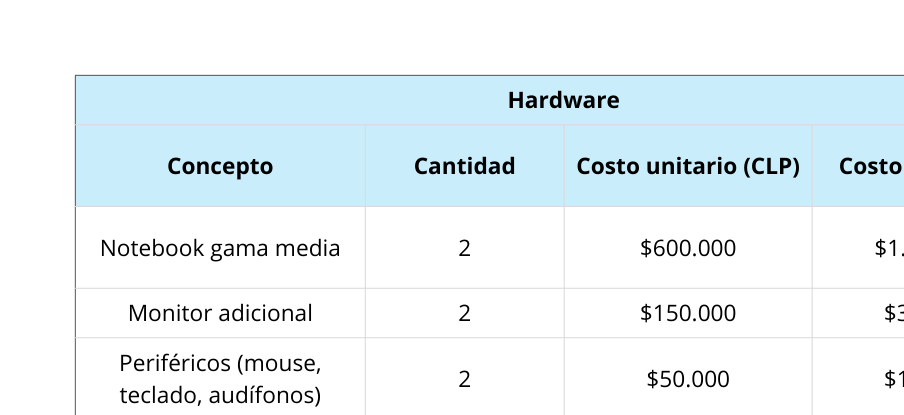 Hardware
Concepto Cantidad Costo unitario (CLP) Costo
Notebook gama media 2 $600.000 $1.
Monitor adicional 2 $150.000 $3
Periféricos (mouse,
teclado, audífonos) 2 $50.000 $1